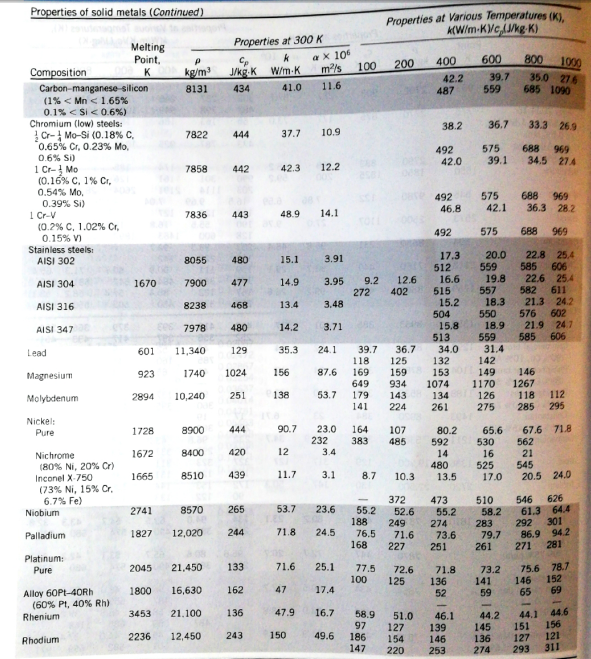 Properties of solid metals (Continued)
Properties at Various Temperatures (K),
k(W/m·K)/cp(J/kg·K)
Properties at 300 K
Melting
Point,
K
ρ
kg/m³
cp
J/kg·K
k
W/m·K
α × 10⁶
m²/s
Composition 100 200 400 600 800 1000
Carbon–manganese–silicon 8131 434 41.0 11.6 42.2 39.7 35.0 27.6
(1% < Mn < 1.65% 487 559 685 1090
0.1% < Si < 0.6%)
Chromium (low) steels:
½ Cr–¼ Mo–Si (0.18% C, 7822 444 37.7 10.9 38.2 36.7 33.3 26.9
0.65% Cr, 0.23% Mo, 492 575 688 969
0.6% Si)
1 Cr–½ Mo 7858 442 42.3 12.2 42.0 39.1 34.5 27.4
(0.16% C, 1% Cr,
0.54% Mo, 492 575 688 969
0.39% Si)
1 Cr–V 7836 443 48.9 14.1 46.8 42.1 36.3 28.2
(0.2% C, 1.02% Cr, 492 575 688 969
0.15% V)
Stainless steels:
AISI 302 8055 480 15.1 3.91 17.3 20.0 22.8 25.4
512 559 585 606
AISI 304 1670 7900 477 14.9 3.95 9.2 12.6 16.6 19.8 22.6 25.4
272 402 515 557 582 611
AISI 316 8238 468 13.4 3.48 15.2 18.3 21.3 24.2
504 550 576 602
AISI 347 7978 480 14.2 3.71 15.8 18.9 21.9 24.7
513 559 585 606
Lead 601 11,340 129 35.3 24.1 39.7 36.7 34.0 31.4
118 125 132 142
Magnesium 923 1740 1024 156 87.6 169 159 153 149 146
649 934 1074 1170 1267
Molybdenum 2894 10,240 251 138 53.7 179 143 134 126 118 112
141 224 261 275 285 295
Nickel:
Pure 1728 8900 444 90.7 23.0 164 107 80.2 65.6 67.6 71.8
232 383 485 592 530 562
Nichrome 1672 8400 420 12 3.4 14 16 21
(80% Ni, 20% Cr) 480 525 545
Inconel X-750 1665 8510 439 11.7 3.1 8.7 10.3 13.5 17.0 20.5 24.0
(73% Ni, 15% Cr,
6.7% Fe) — 372 473 510 546 626
Niobium 2741 8570 265 53.7 23.6 55.2 52.6 55.2 58.2 61.3 64.4
188 249 274 283 292 301
Palladium 1827 12,020 244 71.8 24.5 76.5 71.6 73.6 79.7 86.9 94.2
168 227 251 261 271 281
Platinum:
Pure 2045 21,450 133 71.6 25.1 77.5 72.6 71.8 73.2 75.6 78.7
100 125 136 141 146 152
Alloy 60Pt–40Rh 1800 16,630 162 47 17.4 52 59 65 69
(60% Pt, 40% Rh) — — — —
Rhenium 3453 21,100 136 47.9 16.7 58.9 51.0 46.1 44.2 44.1 44.6
97 127 139 145 151 156
Rhodium 2236 12,450 243 150 49.6 186 154 146 136 127 121
147 220 253 274 293 311